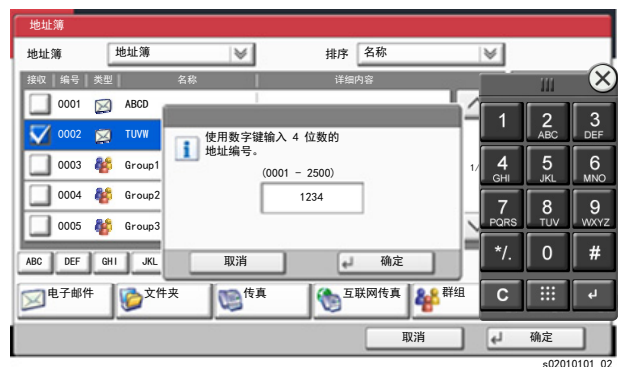 地址簿
地址簿 地址簿 排序 名称
接收 编号 类型 名称 详细内容
0001 ABCD
0002 TUVW
0003 Group1
0004 Group2
0005 Group3
使用数字键输入 4 位数的
地址编号。
(0001 - 2500)
1234
取消 确定
1/
ABC DEF GHI JKL
电子邮件 文件夹 传真 互联网传真 群组
取消 确定
1 2 ABC 3 DEF
4 GHI 5 JKL 6 MNO
7 PQRS 8 TUV 9 WXYZ
*/. 0 #
C
s02010101_02